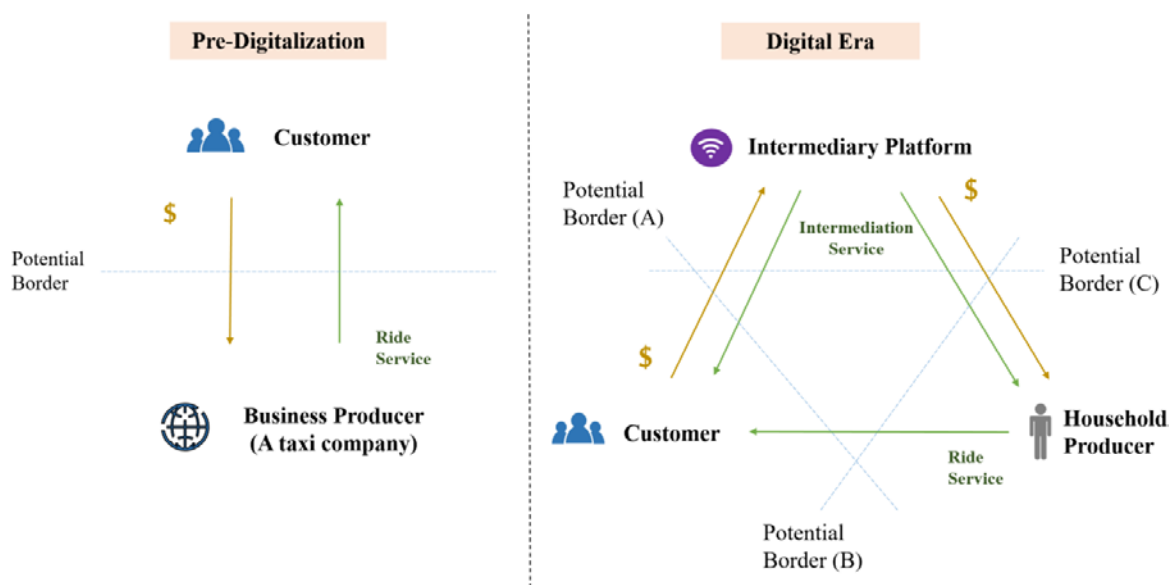 Pre-Digitalization
Customer
$
Potential
Border
Ride
Service
Business Producer
(A taxi company)
Digital Era
Intermediary Platform
Potential
Border (A)
$
Intermediation
Service
Potential
Border (C)
$
Customer
Household
Producer
Ride
Service
Potential
Border (B)